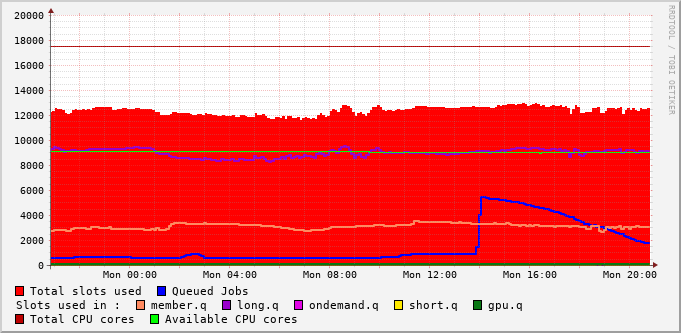 RRDTOOL / TOBI OETIKER
20000
18000
16000
14000
12000
10000
8000
6000
4000
2000
0
Mon 00:00 Mon 04:00 Mon 08:00 Mon 12:00 Mon 16:00 Mon 20:00
Total slots used Queued Jobs
Slots used in : member.q long.q ondemand.q short.q gpu.q
Total CPU cores Available CPU cores